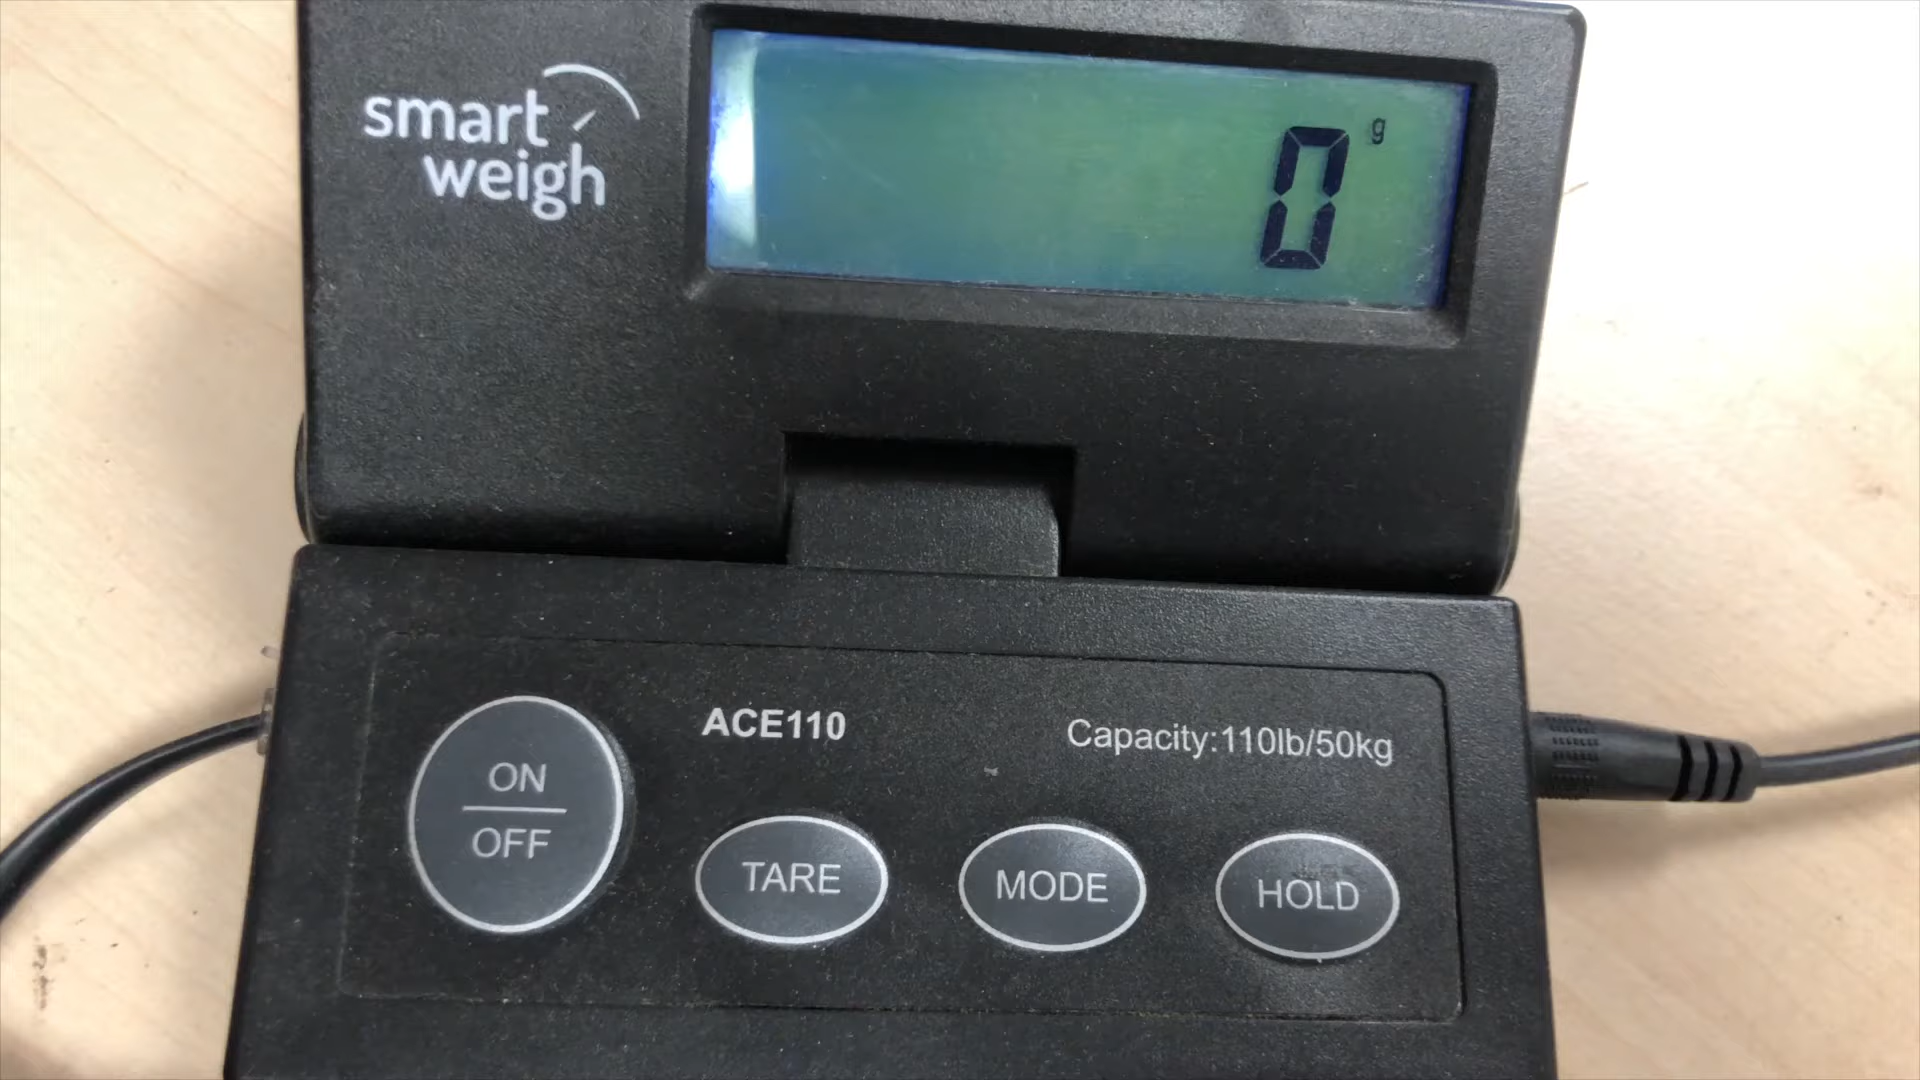 smart
weigh
0 g
ACE110
Capacity:110lb/50kg
ON
OFF
TARE
MODE
HOLD